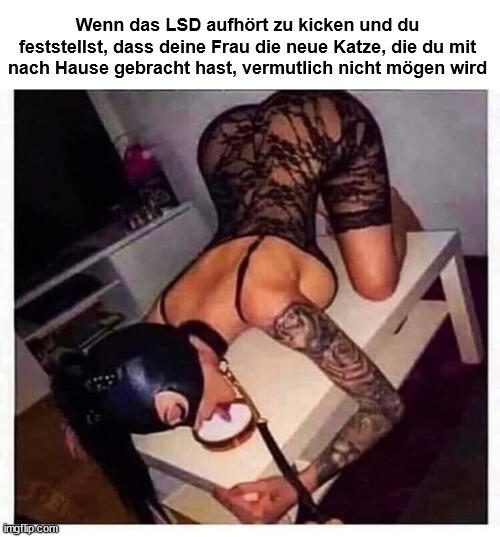 Wenn das LSD aufhört zu kicken und du
feststellst, dass deine Frau die neue Katze, die du mit
nach Hause gebracht hast, vermutlich nicht mögen wird
imgflip.com